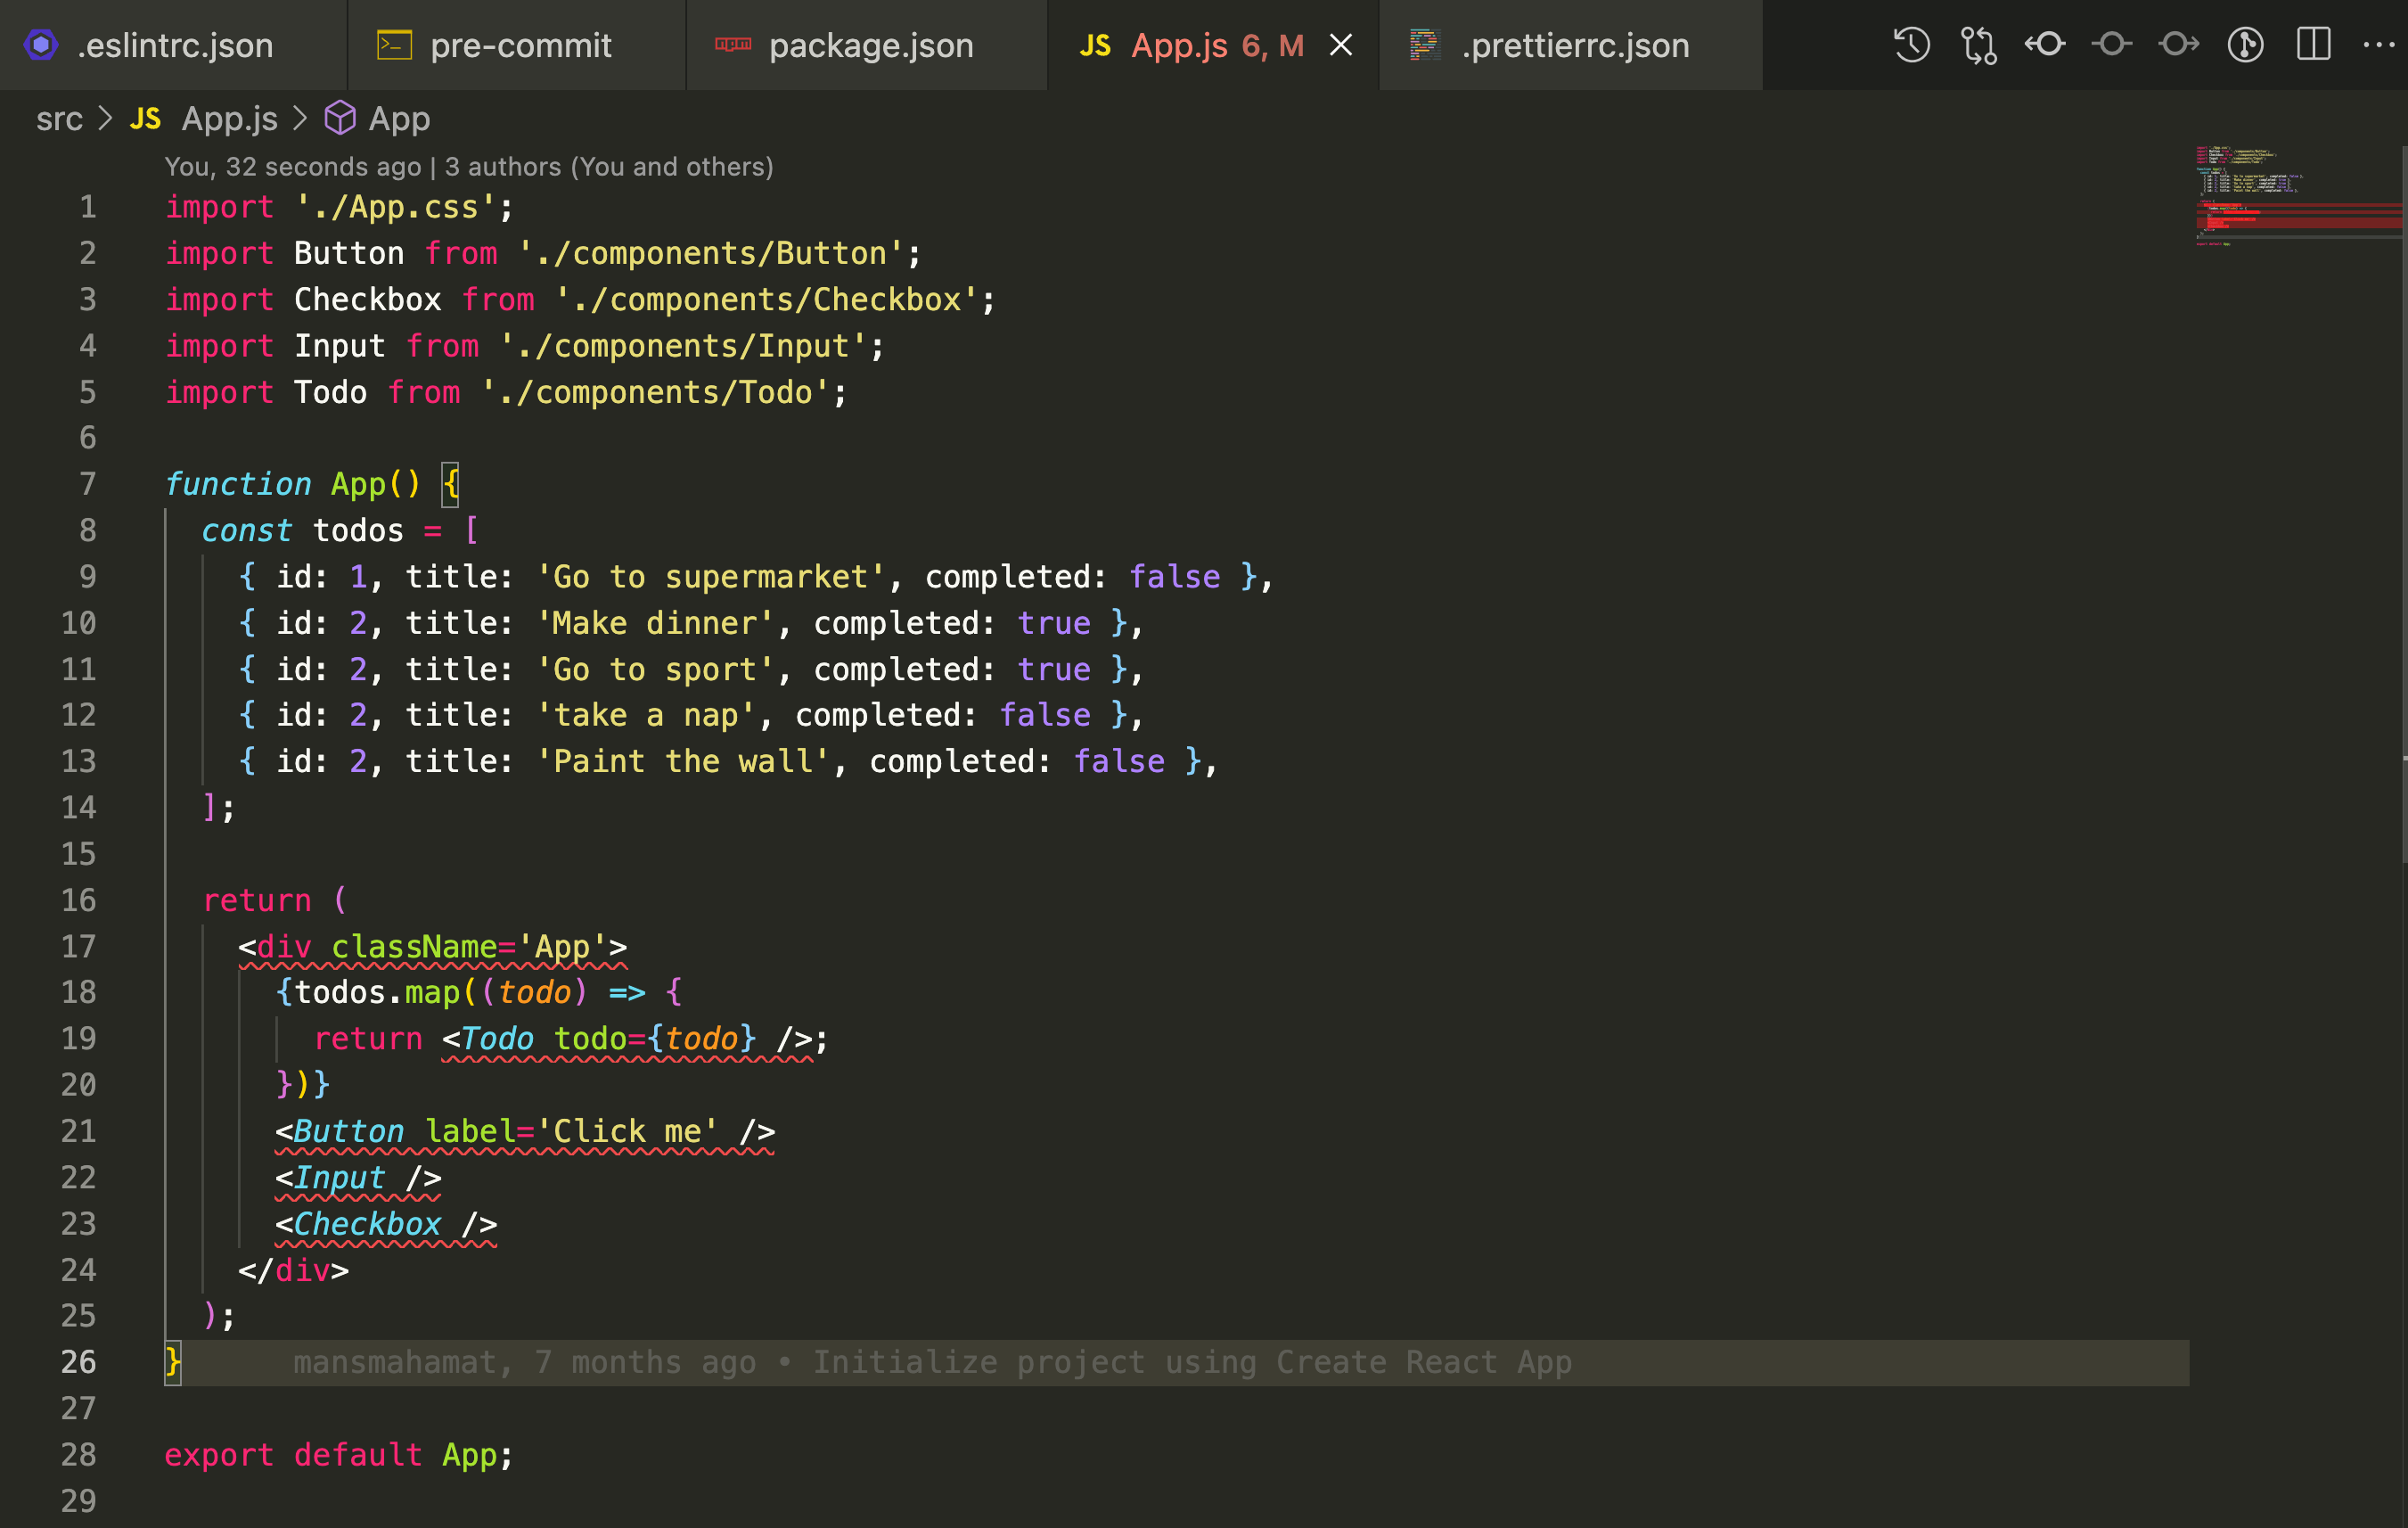 .eslintrc.json pre-commit package.json JS App.js 6, M .prettierrc.json
src > JS App.js > App
You, 32 seconds ago | 3 authors (You and others)
1 import './App.css';
2 import Button from './components/Button';
3 import Checkbox from './components/Checkbox';
4 import Input from './components/Input';
5 import Todo from './components/Todo';
6
7 function App() {
8 const todos = [
9 { id: 1, title: 'Go to supermarket', completed: false },
10 { id: 2, title: 'Make dinner', completed: true },
11 { id: 2, title: 'Go to sport', completed: true },
12 { id: 2, title: 'take a nap', completed: false },
13 { id: 2, title: 'Paint the wall', completed: false },
14 ];
15
16 return (
17 <div className='App'>
18 {todos.map((todo) => {
19 return <Todo todo={todo} />;
20 })}
21 <Button label='Click me' />
22 <Input />
23 <Checkbox />
24 </div>
25 );
26 } mansmahamat, 7 months ago • Initialize project using Create React App
27
28 export default App;
29